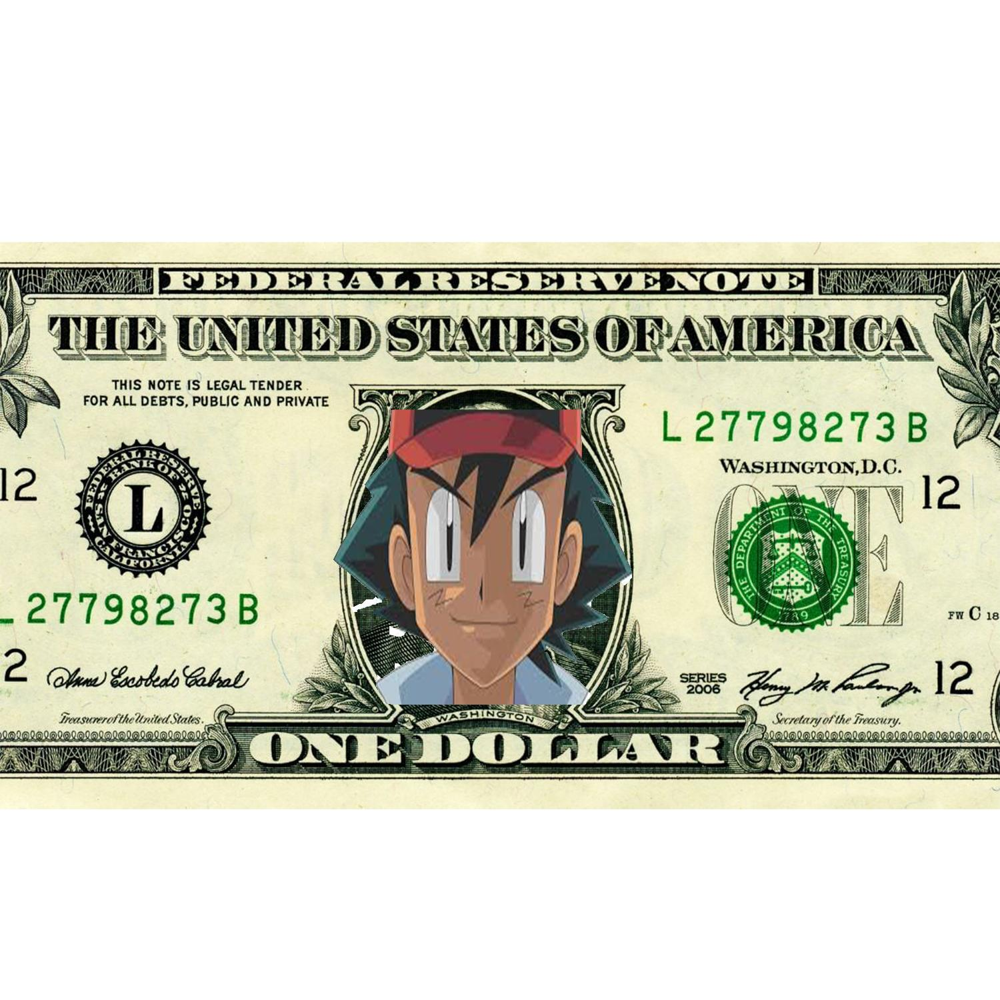 FEDERAL RESERVE NOTE
THE UNITED STATES OF AMERICA
THIS NOTE IS LEGAL TENDER
FOR ALL DEBTS, PUBLIC AND PRIVATE
L 27798273 B
WASHINGTON, D.C.
12
12
FEDERAL RESERVE BANK OF SAN FRANCISCO CALIFORNIA
L
ONE
THE DEPARTMENT OF THE TREASURY
L 27798273 B
FW C 18
2
Anna Escobedo Cabral
SERIES
2006
Henry M. Paulson Jr.
12
Treasurer of the United States.
Secretary of the Treasury.
WASHINGTON
ONE DOLLAR